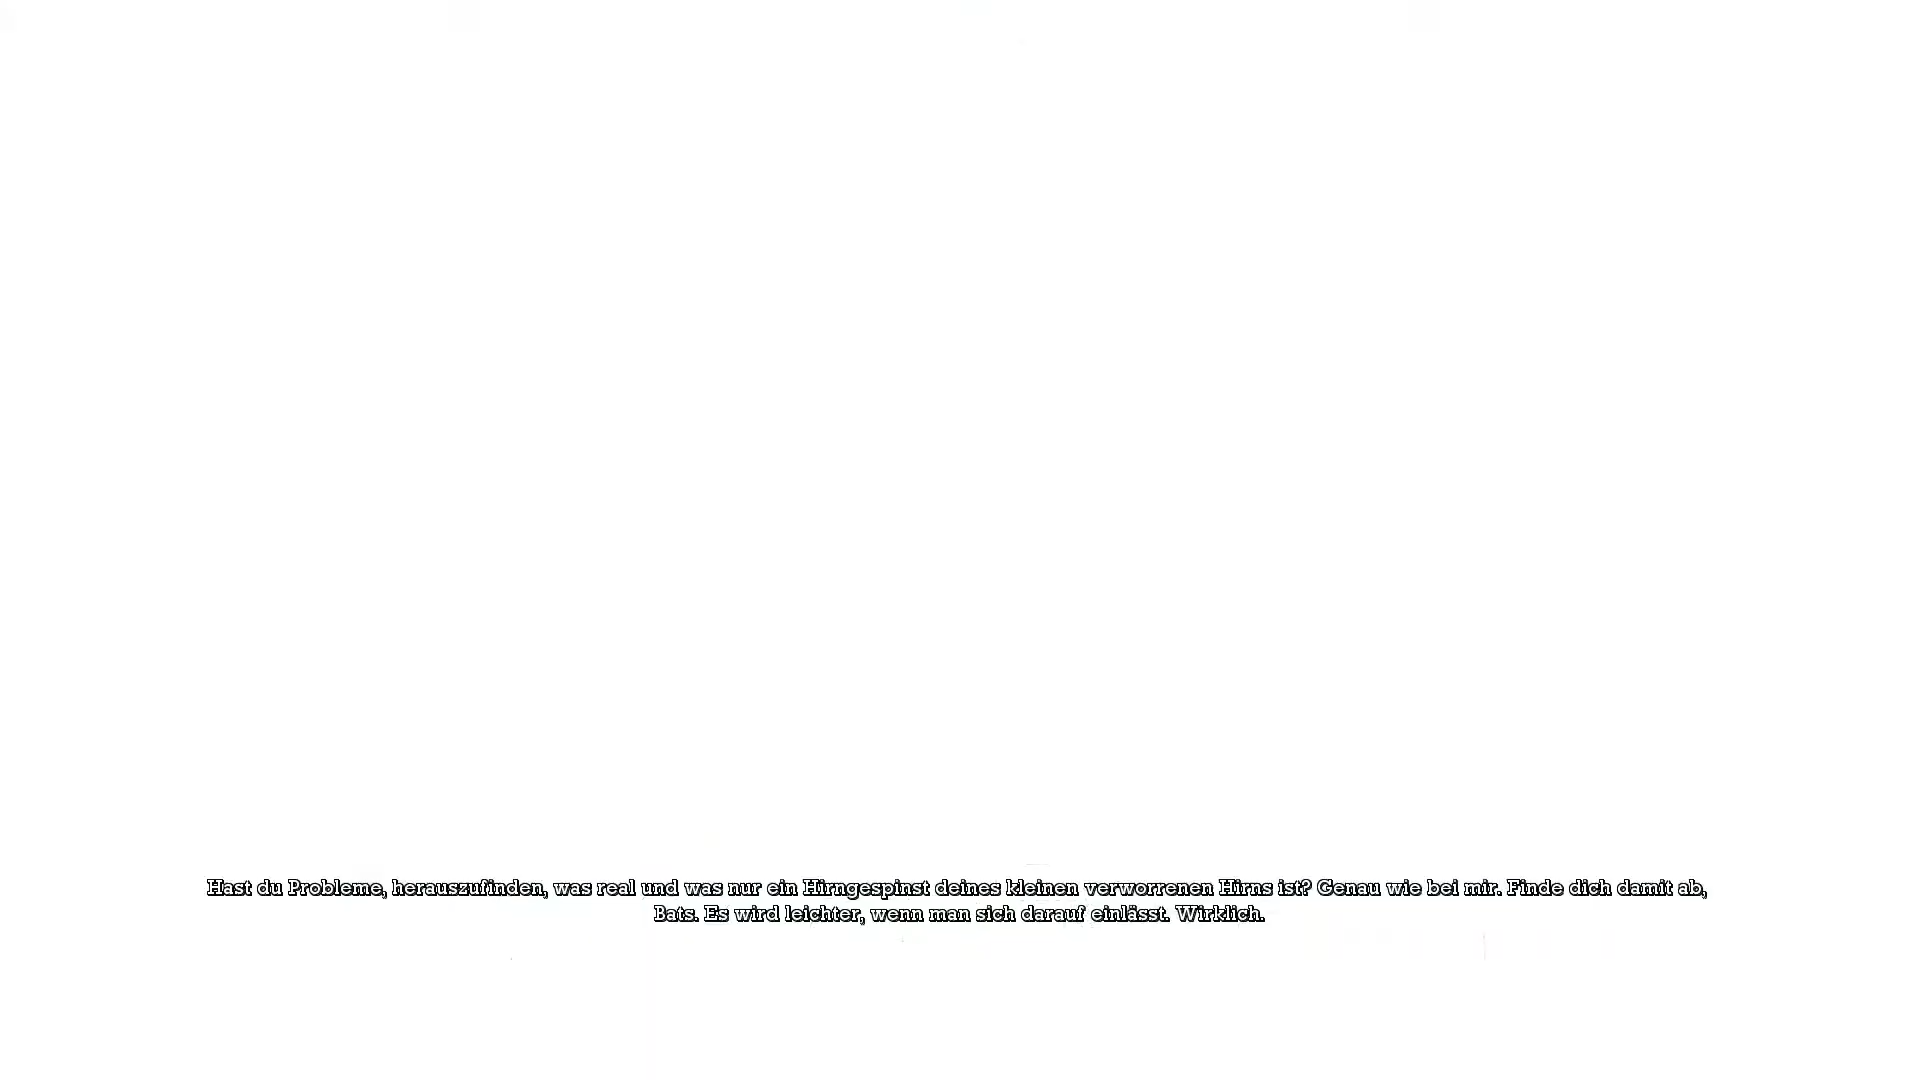 Hast du Probleme, herauszufinden, was real und was nur ein Hirngespinst deines kleinen verworrenen Hirns ist? Genau wie bei mir. Finde dich damit ab,
Bats. Es wird leichter, wenn man sich darauf einlässt. Wirklich.